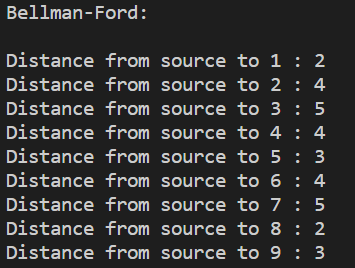 Bellman-Ford:
Distance from source to 1 : 2
Distance from source to 2 : 4
Distance from source to 3 : 5
Distance from source to 4 : 4
Distance from source to 5 : 3
Distance from source to 6 : 4
Distance from source to 7 : 5
Distance from source to 8 : 2
Distance from source to 9 : 3